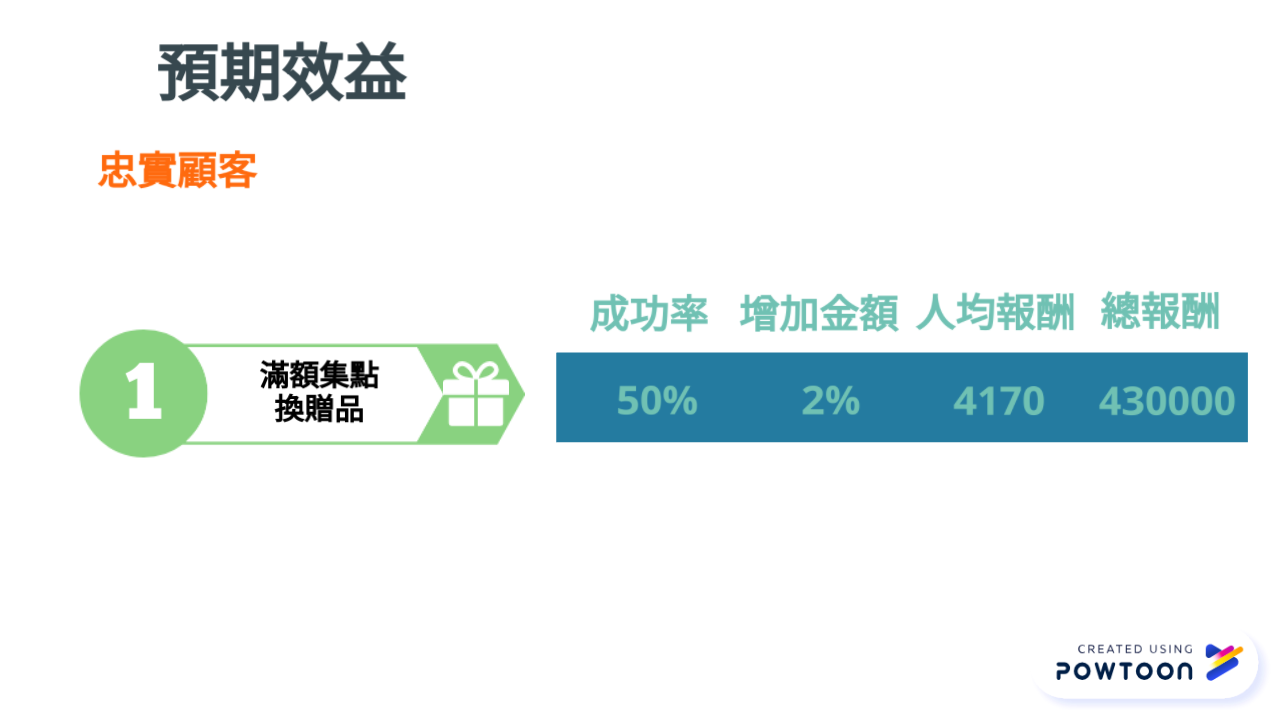 預期效益
忠實顧客
成功率 增加金額 人均報酬 總報酬
1
滿額集點
換贈品
50% 2% 4170 430000
CREATED USING
POWTOON